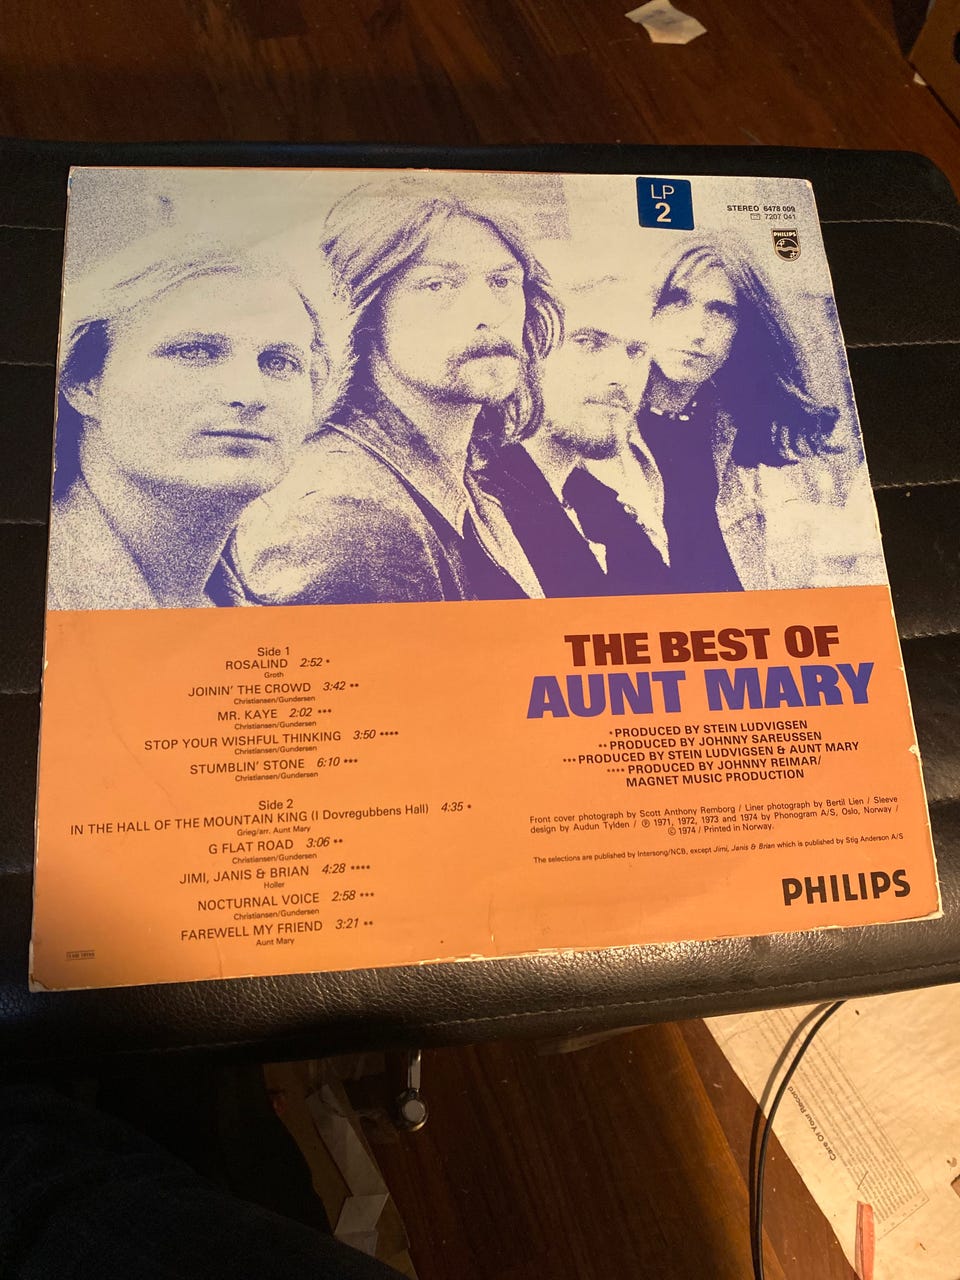 LP
2
STEREO 6478 009
7207 041
PHILIPS
Side 1
ROSALIND 2:52 *
Groth
JOININ' THE CROWD 3:42 **
Christiansen/Gundersen
MR. KAYE 2:02 ***
Christiansen/Gundersen
STOP YOUR WISHFUL THINKING 3:50 ****
Christiansen/Gundersen
STUMBLIN' STONE 6:10 ***
Christiansen/Gundersen
Side 2
IN THE HALL OF THE MOUNTAIN KING (I Dovregubbens Hall) 4:35 *
Grieg/arr. Aunt Mary
G FLAT ROAD 3:06 **
Christiansen/Gundersen
JIMI, JANIS & BRIAN 4:28 ****
Holler
NOCTURNAL VOICE 2:58 ***
Christiansen/Gundersen
FAREWELL MY FRIEND 3:21 **
Aunt Mary
THE BEST OF
AUNT MARY
*PRODUCED BY STEIN LUDVIGSEN
**PRODUCED BY JOHNNY SAREUSSEN
***PRODUCED BY STEIN LUDVIGSEN & AUNT MARY
**** PRODUCED BY JOHNNY REIMAR/
MAGNET MUSIC PRODUCTION
Front cover photograph by Scott Anthony Remborg / Liner photograph by Bertil Lien / Sleeve
design by Audun Tylden / ℗ 1971, 1972, 1973 and 1974 by Phonogram A/S, Oslo, Norway /
© 1974 / Printed in Norway.
The selections are published by Intersong/NCB, except Jimi, Janis & Brian which is published by Stig Anderson A/S
PHILIPS
Care Of Your Record